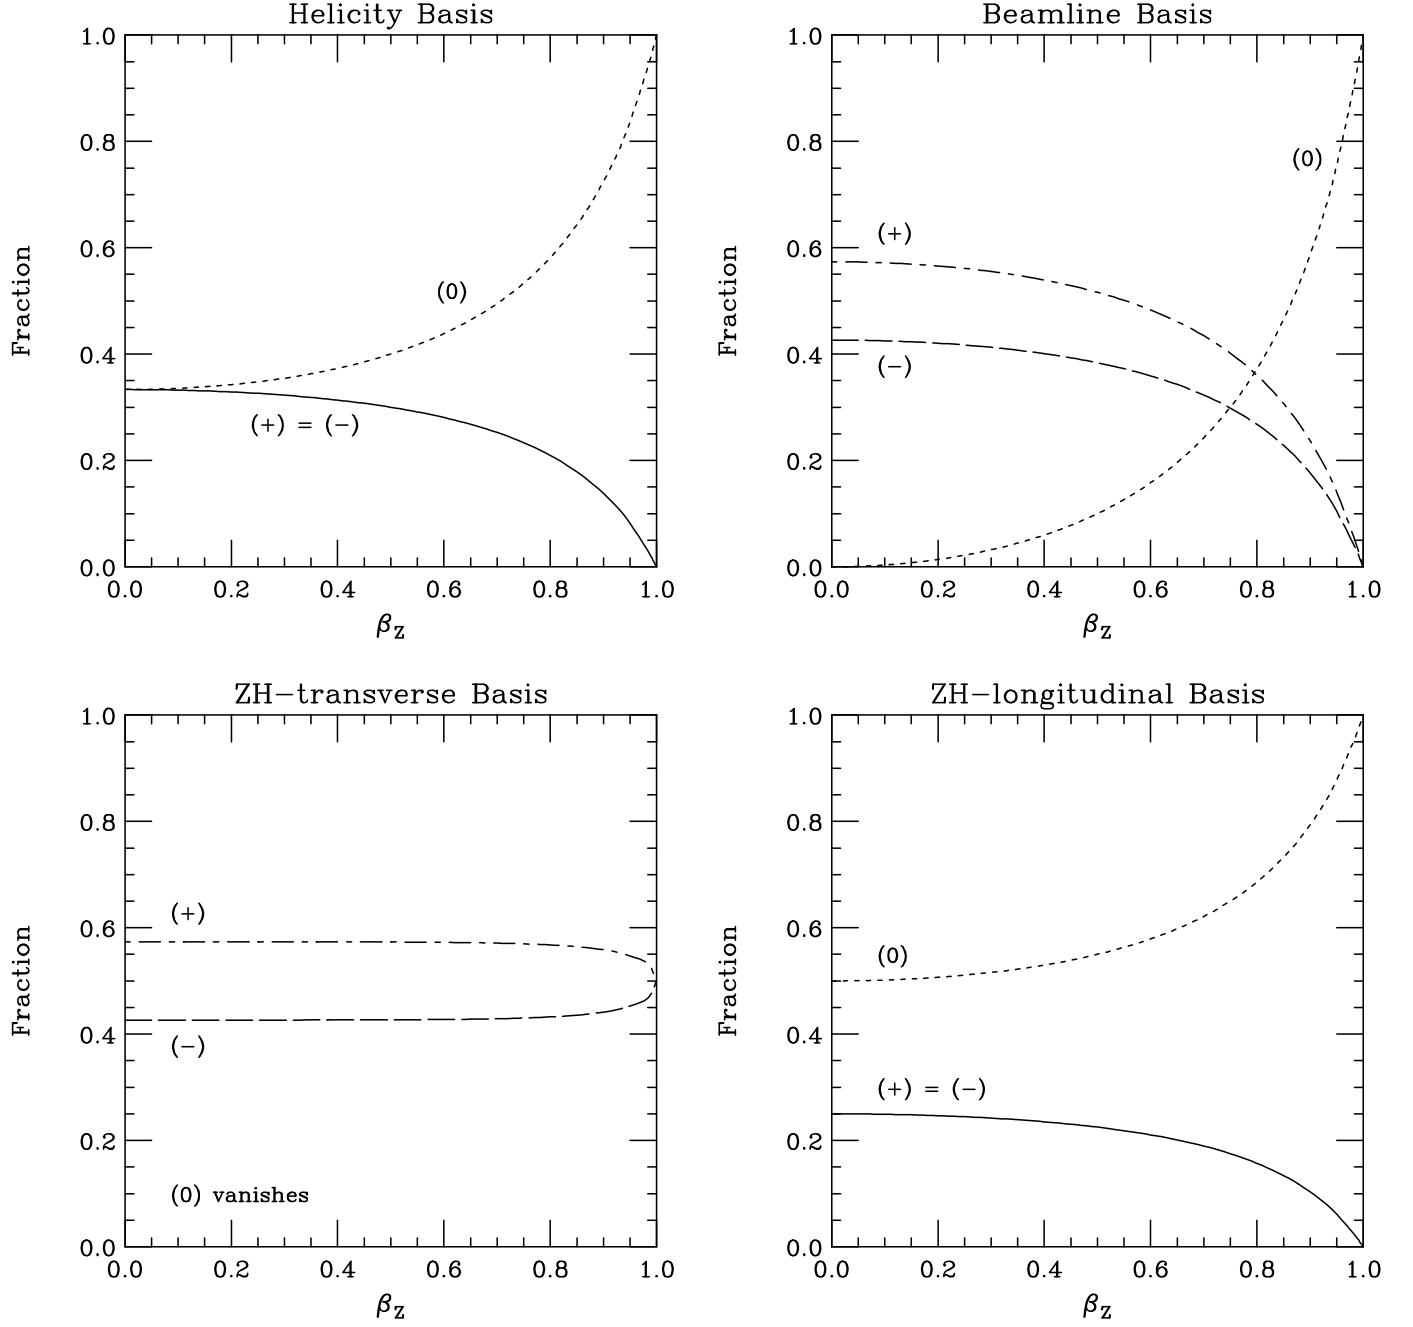 Helicity Basis
1.0
0.8
0.6
0.4
0.2
0.0
Fraction
(0)
(+) = (−)
0.0 0.2 0.4 0.6 0.8 1.0
βZ
Beamline Basis
1.0
0.8
0.6
0.4
0.2
0.0
Fraction
(0)
(+)
(−)
0.0 0.2 0.4 0.6 0.8 1.0
βZ
ZH−transverse Basis
1.0
0.8
0.6
0.4
0.2
0.0
Fraction
(+)
(−)
(0) vanishes
0.0 0.2 0.4 0.6 0.8 1.0
βZ
ZH−longitudinal Basis
1.0
0.8
0.6
0.4
0.2
0.0
Fraction
(0)
(+) = (−)
0.0 0.2 0.4 0.6 0.8 1.0
βZ